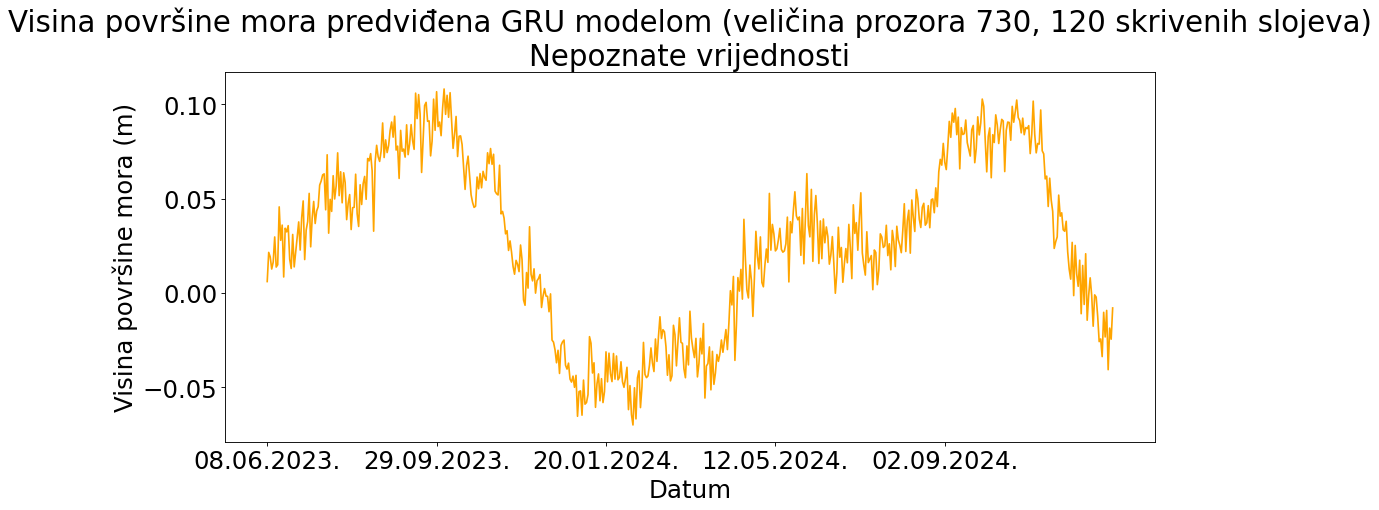 Visina površine mora predviđena GRU modelom (veličina prozora 730, 120 skrivenih slojeva)
Nepoznate vrijednosti
Visina površine mora (m)
0.10
0.05
0.00
−0.05
08.06.2023. 29.09.2023. 20.01.2024. 12.05.2024. 02.09.2024.
Datum